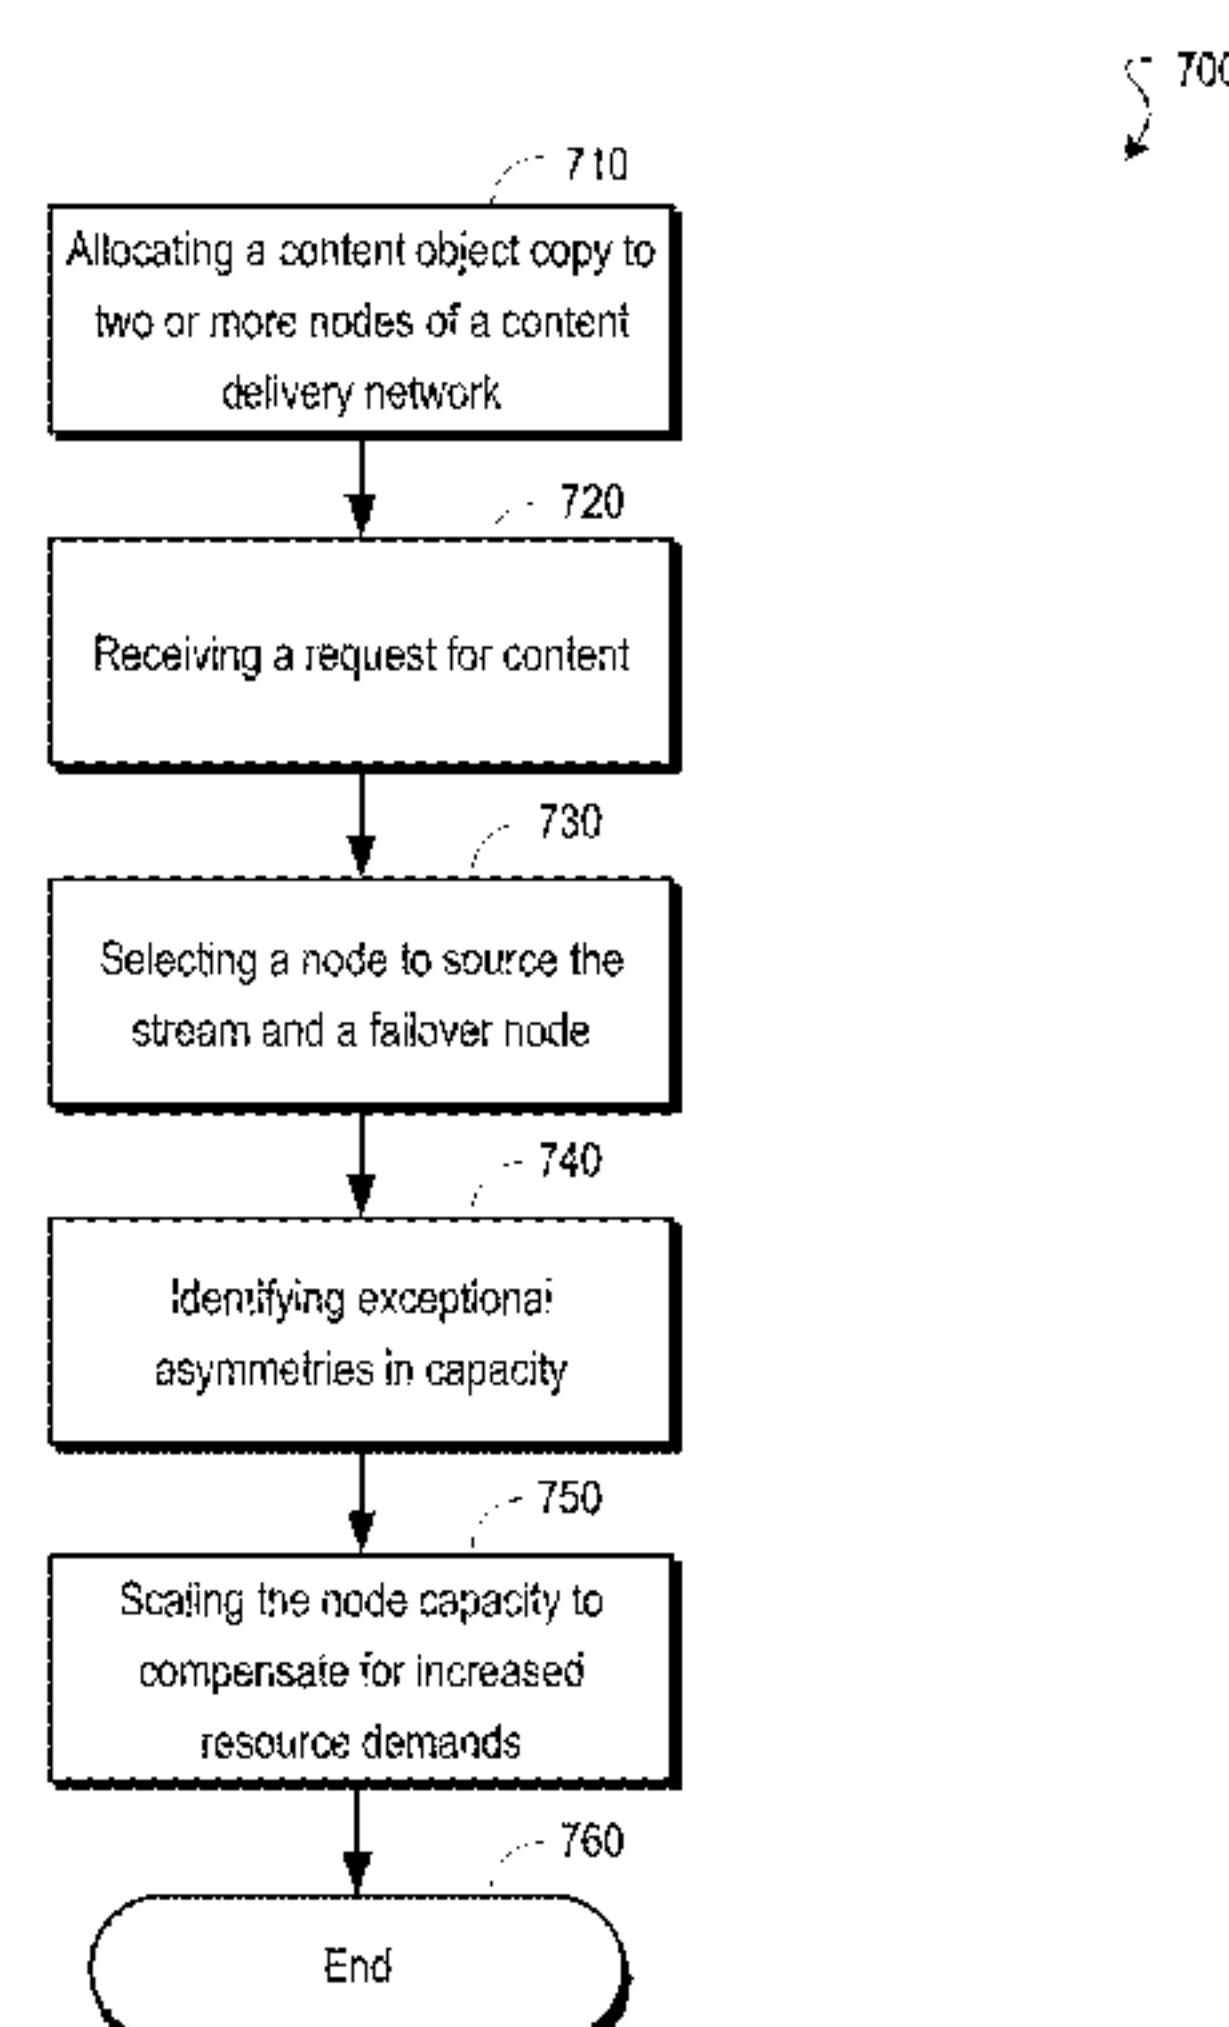 700
710
Allocating a content object copy to
two or more nodes of a content
delivery network
720
Receiving a request for content
730
Selecting a node to source the
stream and a failover node
740
Identifying exceptional
asymmetries in capacity
750
Scaling the node capacity to
compensate for increased
resource demands
760
End